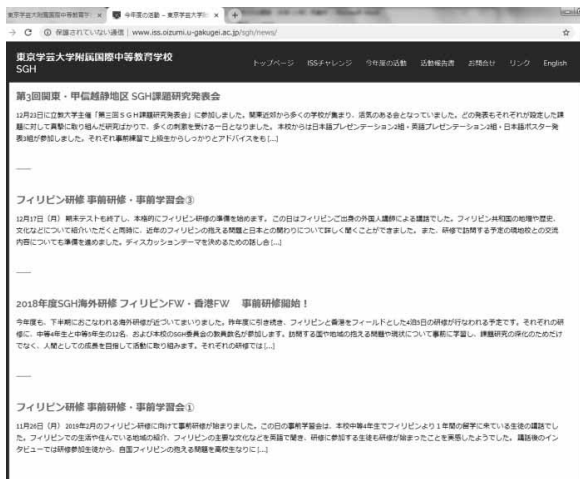 今年度の活動 – 東京学芸大学
保護されていない通信 | www.iss.oizumi.u-gakugei.ac.jp/sgh/news/
東京学芸大学附属国際中等教育学校
SGH
トップページ ISSチャレンジ 今年度の活動 活動報告書 お問合せ リンク English
第3回関東・甲信越静地区 SGH課題研究発表会
12月23日に立教大学主催「第三回ＳＧＨ課題研究発表会」に参加しました。関東近郊から多くの学校が集まり、活気のある会となっていました。どの発表もそれぞれが設定した課
題に対して真摯に取り組んだ研究ばかりで、多くの刺激を受ける一日となりました。 本校からは日本語プレゼンテーション2組・英語プレゼンテーション2組・日本語ポスター発
表3組が参加しました。それぞれ事前練習で上級生からしっかりとアドバイスをも [...]
フィリピン研修 事前研修・事前学習会③
12月17日（月） 期末テストも終了し、本格的にフィリピン研修の準備を始めます。 この日はフィリピンご出身の外国人講師による講話でした。フィリピン共和国の地理や歴史、
文化などについて紹介いただくと同時に、近年のフィリピンの抱える問題と日本との関わりについて詳しく聞くことができました。 また、研修で訪問する予定の現地校との交流
内容についても準備を進めました。ディスカッションテーマを決めるための話し合 [...]
2018年度SGH海外研修 フィリピンFW・香港FW 事前研修開始！
今年度も、下半期におこなわれる海外研修が近づいてまいりました。昨年度に引き続き、フィリピンと香港をフィールドとした4泊5日の研修が行なわれる予定です。それぞれの研
修に、中等4年生と中等5年生の12名、および本校のSGH委員会の教員数名が参加します。訪問する国や地域の抱える問題や現状について事前に学習し、課題研究の深化のためだけ
でなく、人間としての成長を目指して活動に取り組みます。それぞれの研修では [...]
フィリピン研修 事前研修・事前学習会①
11月26日（月） 2019年2月のフィリピン研修に向けて事前研修が始まりました。この日の事前学習会は、本校中等4年生でフィリピンより１年間の留学に来ている生徒の講話でし
た。フィリピンでの生活や住んでいる地域の紹介、フィリピンの主要な文化などを英語で聞き、研修に参加する生徒も研修が始まったことを実感したようでした。 講話後のイン
タビューでは研修参加生徒から、自国フィリピンの抱える問題を高校生なりに [...]